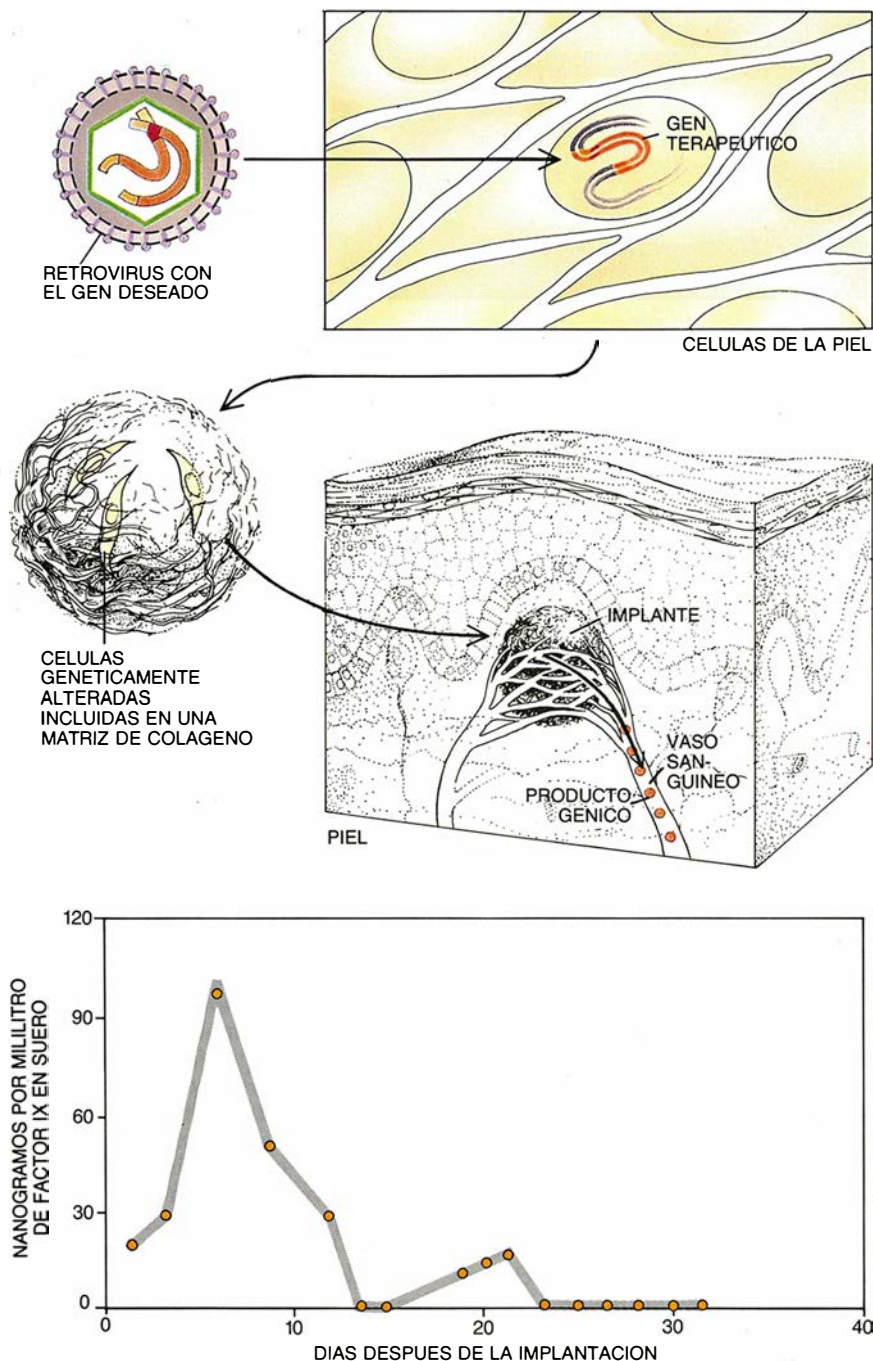 GEN
TERAPEUTICO
RETROVIRUS CON
EL GEN DESEADO
CELULAS DE LA PIEL
CELULAS
GENETICAMENTE
ALTERADAS
INCLUIDAS EN UNA
MATRIZ DE COLAGENO
IMPLANTE
VASO
SAN-
GUINEO
PRODUCTO
GENICO
PIEL
NANOGRAMOS POR MILILITRO
DE FACTOR IX EN SUERO
120
90
60
30
0
0
10
20
30
40
DIAS DESPUES DE LA IMPLANTACION